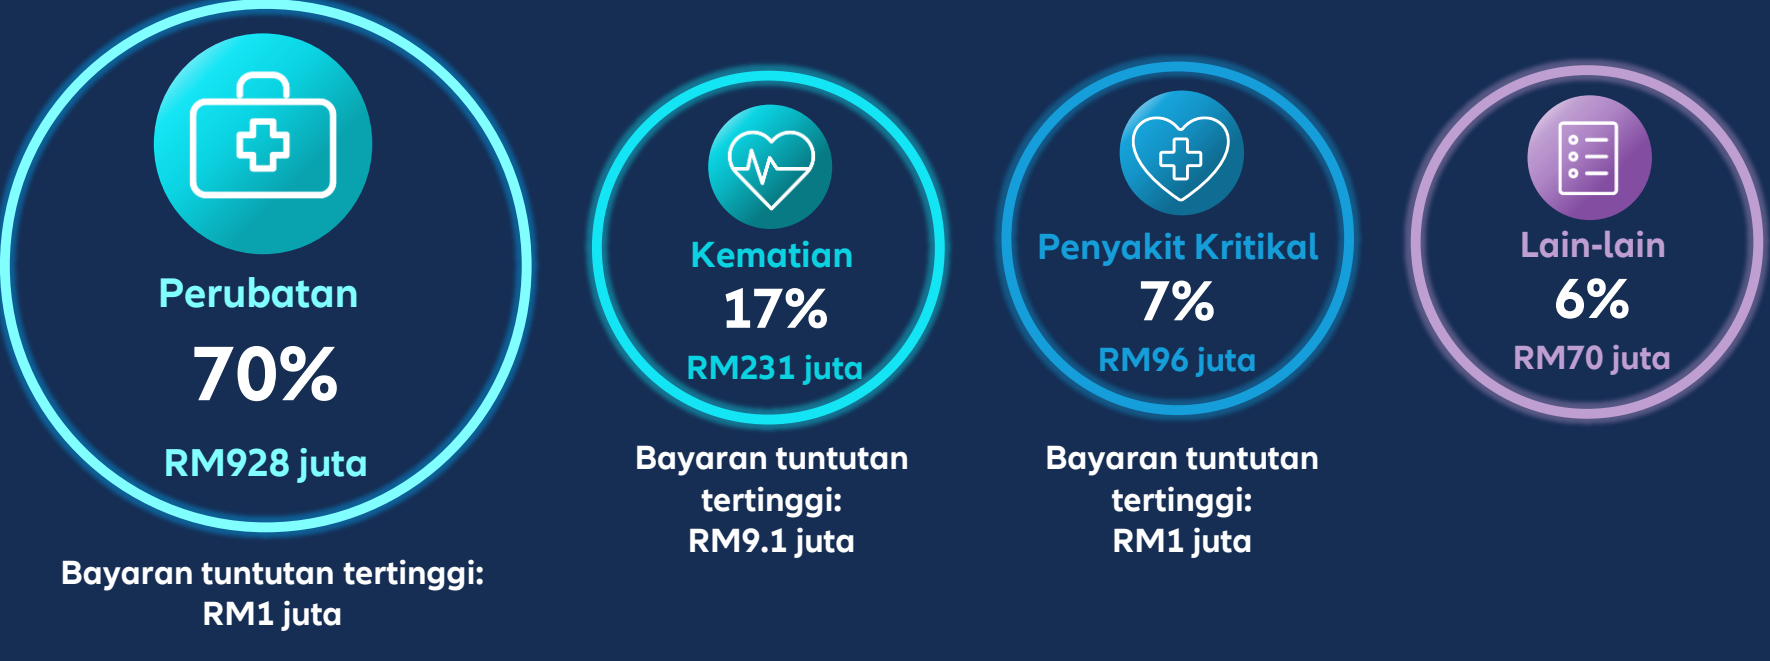 Perubatan
70%
RM928 juta
Bayaran tuntutan tertinggi:
RM1 juta
Kematian
17%
RM231 juta
Bayaran tuntutan
tertinggi:
RM9.1 juta
Penyakit Kritikal
7%
RM96 juta
Bayaran tuntutan
tertinggi:
RM1 juta
Lain-lain
6%
RM70 juta